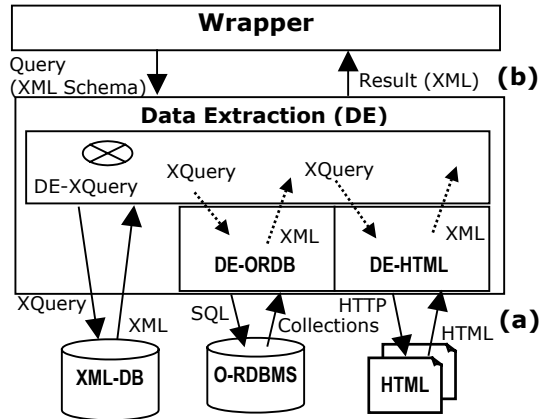 Wrapper
Query
(XML Schema)
Result (XML)
(b)
Data Extraction (DE)
DE-XQuery
XQuery
XQuery
XML
XML
DE-ORDB
DE-HTML
XQuery
XML
SQL
Collections
HTTP
HTML
(a)
XML-DB
O-RDBMS
HTML